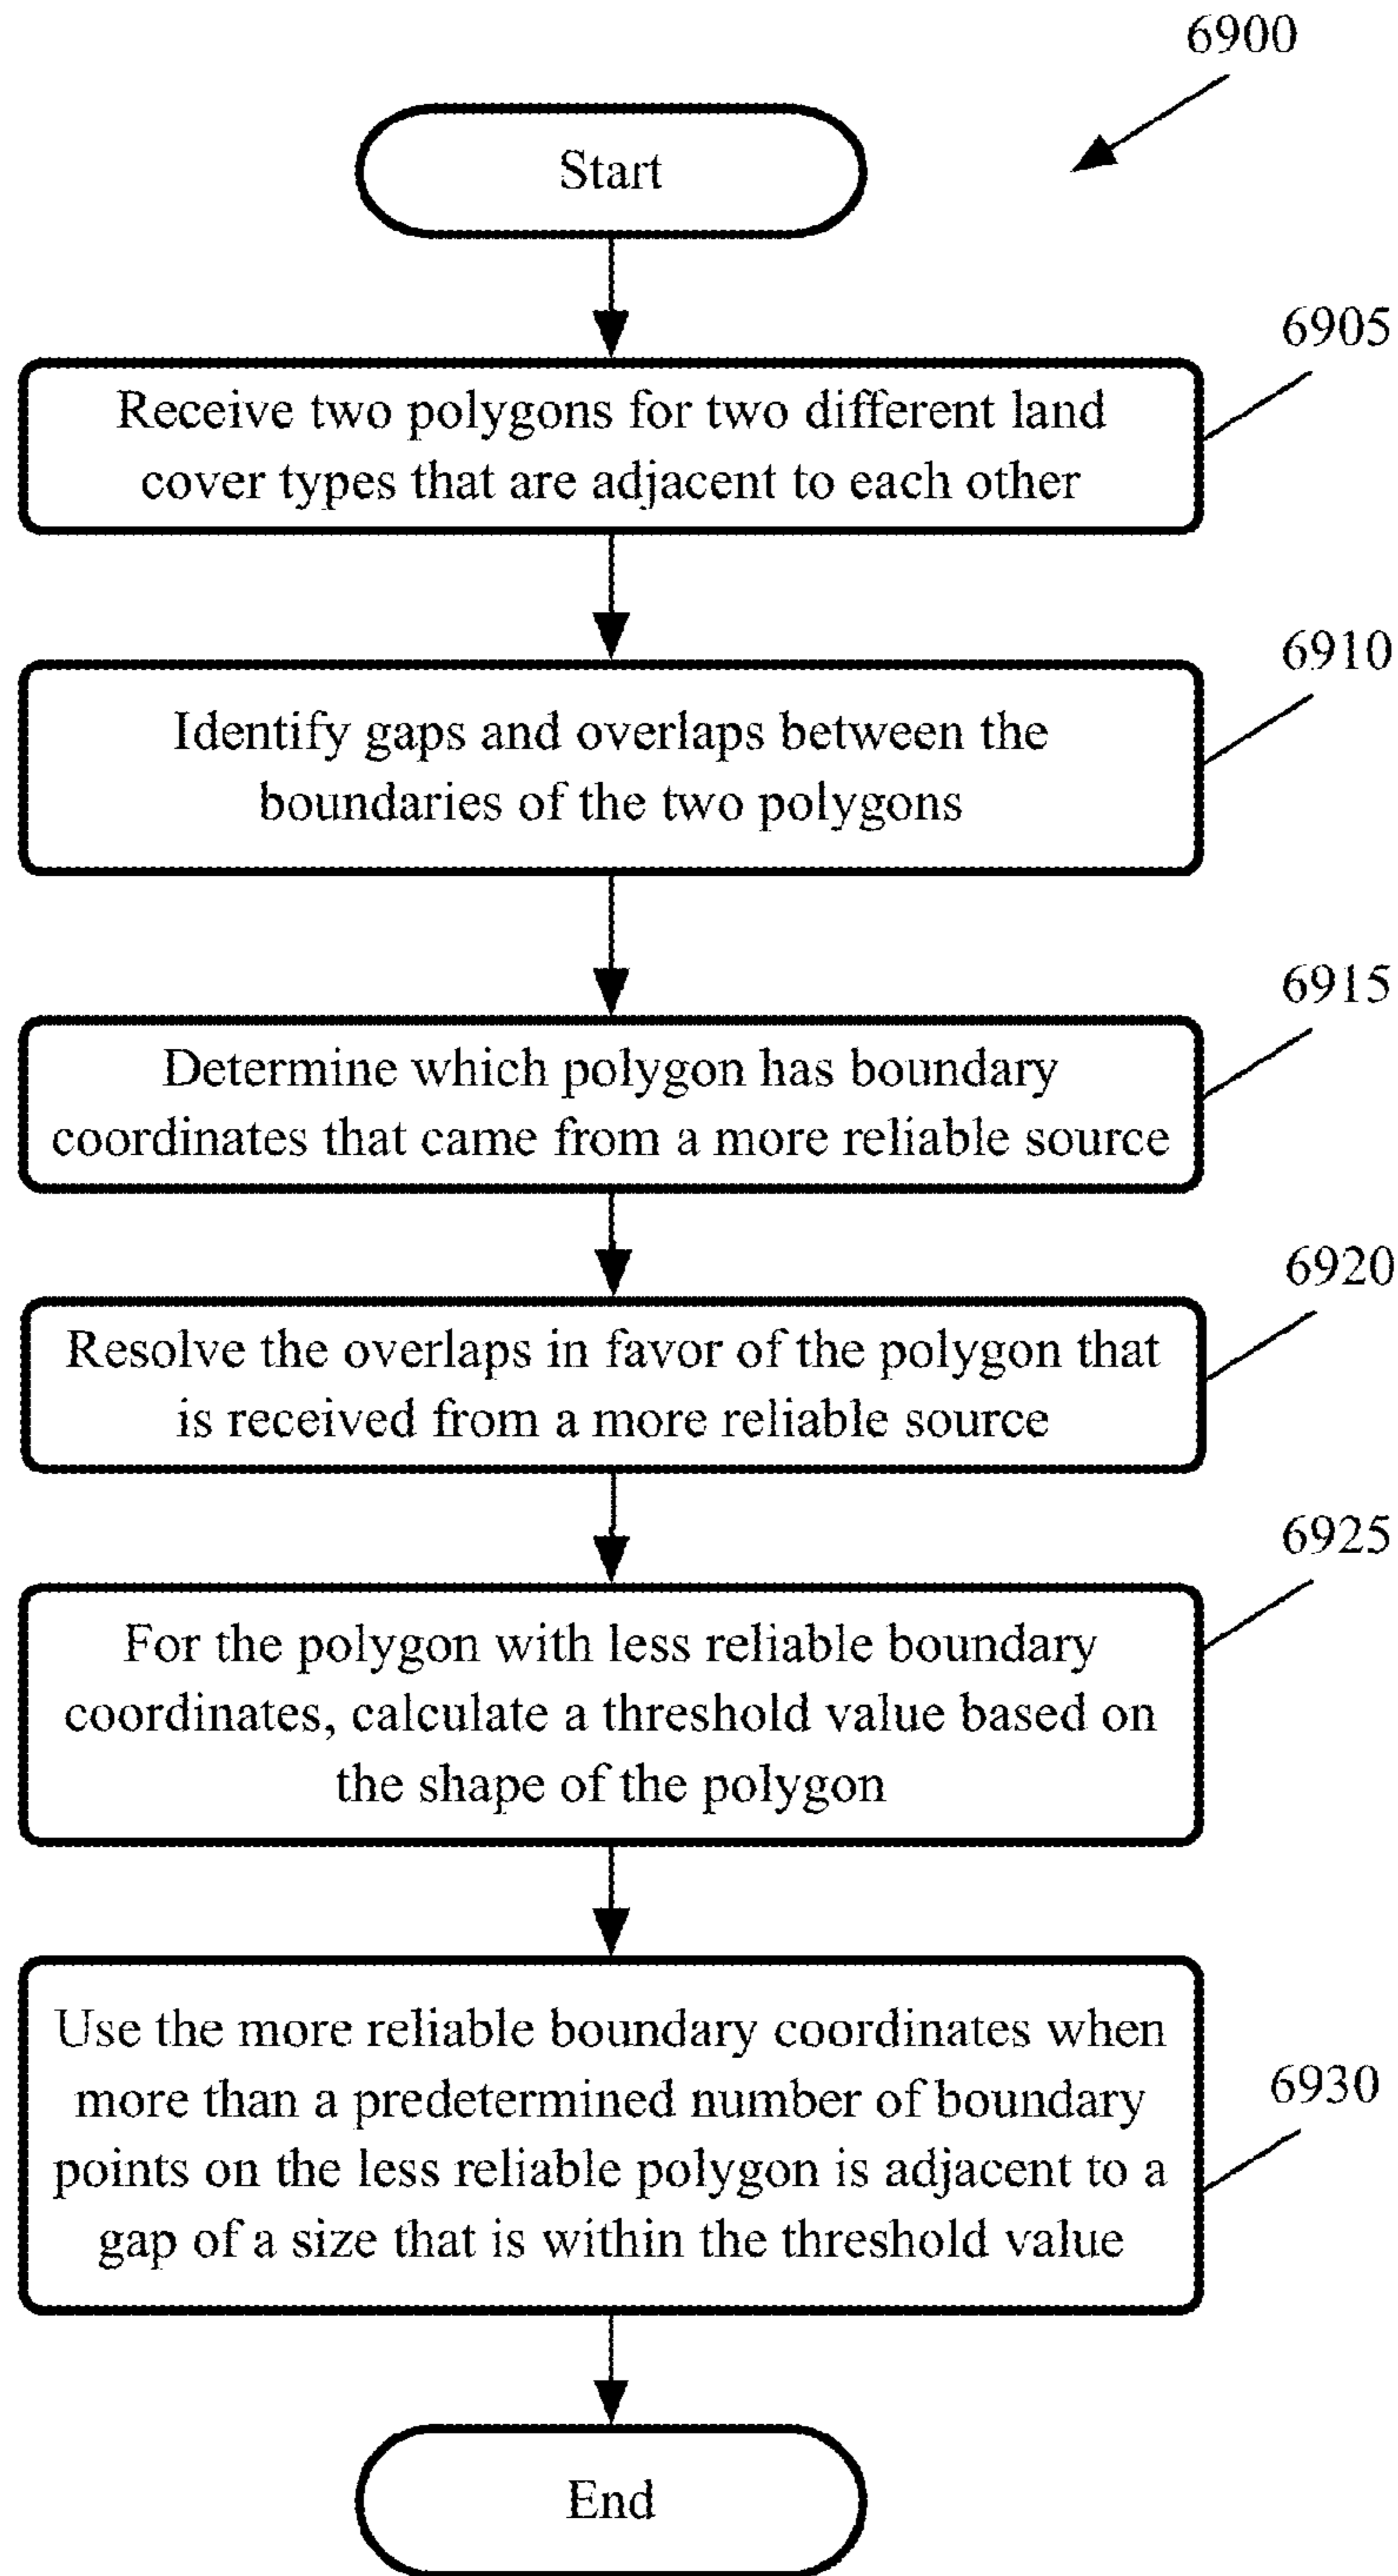 6900
Start
6905
Receive two polygons for two different land
cover types that are adjacent to each other
6910
Identify gaps and overlaps between the
boundaries of the two polygons
6915
Determine which polygon has boundary
coordinates that came from a more reliable source
6920
Resolve the overlaps in favor of the polygon that
is received from a more reliable source
6925
For the polygon with less reliable boundary
coordinates, calculate a threshold value based on
the shape of the polygon
6930
Use the more reliable boundary coordinates when
more than a predetermined number of boundary
points on the less reliable polygon is adjacent to a
gap of a size that is within the threshold value
End